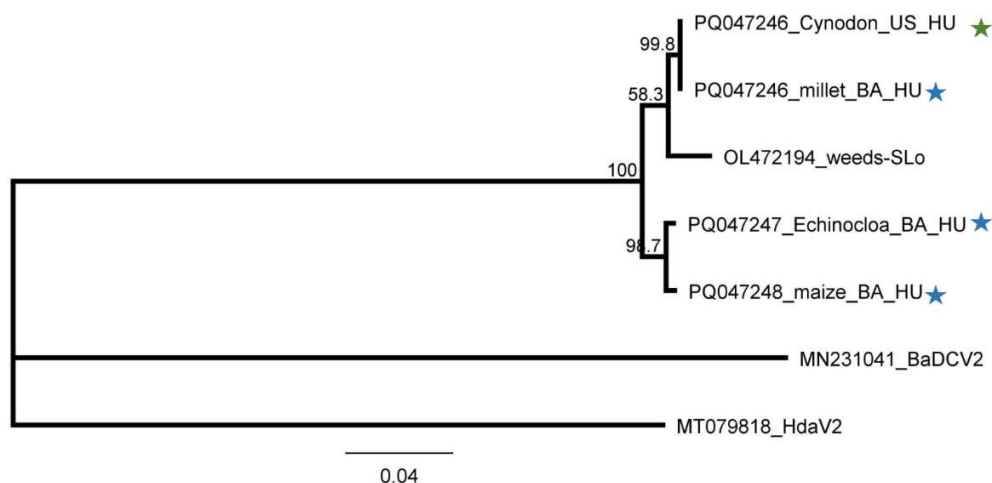 PQ047246_Cynodon_US_HU
99.8
PQ047246_millet_BA_HU
58.3
OL472194_weeds-SLo
100
PQ047247_Echinocloa_BA_HU
98.7
PQ047248_maize_BA_HU
MN231041_BaDCV2
MT079818_HdaV2
0.04